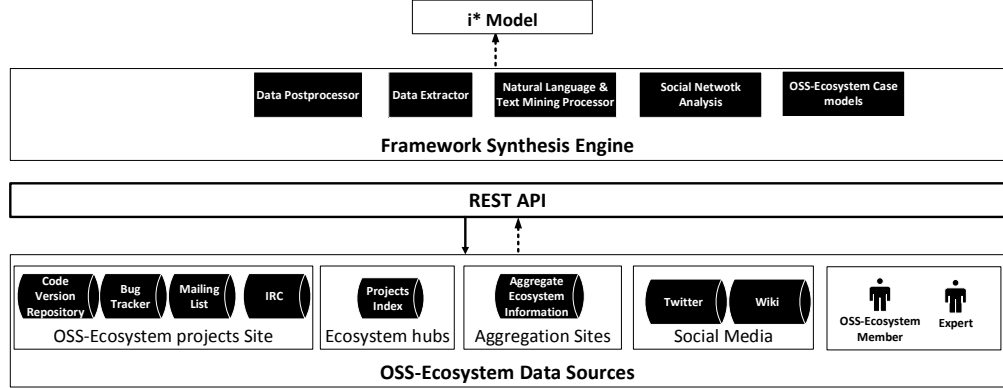 i* Model
Data Postprocessor
Data Extractor
Natural Language &
Text Mining Processor
Social Netwotk
Analysis
OSS-Ecosystem Case
models
Framework Synthesis Engine
REST API
Code
Version
Repository
Bug
Tracker
Mailing
List
IRC
OSS-Ecosystem projects Site
Projects
Index
Ecosystem hubs
Aggregate
Ecosystem
Information
Aggregation Sites
Twitter
Wiki
Social Media
OSS-Ecosystem
Member
Expert
OSS-Ecosystem Data Sources